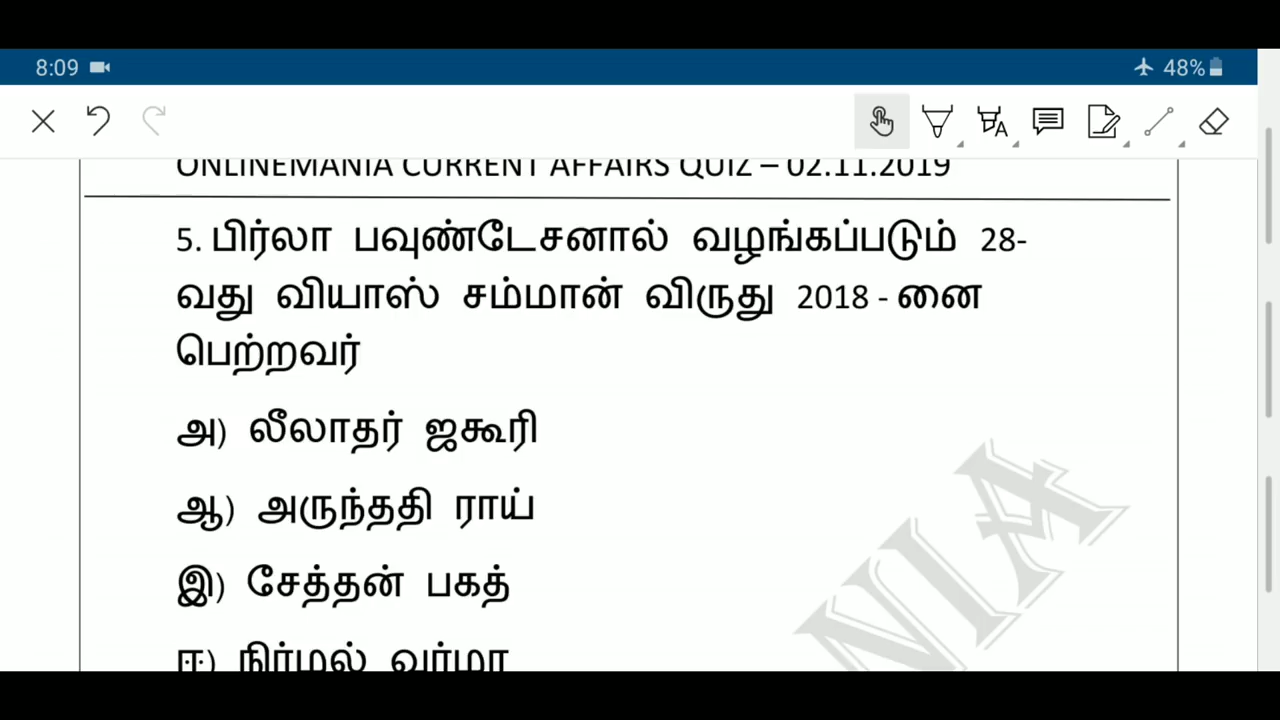 8:09
48%
ONLINEMANIA CURRENT AFFAIRS QUIZ – 02.11.2019
5. பிர்லா பவுண்டேசனால் வழங்கப்படும் 28-
வது வியாஸ் சம்மான் விருது 2018 - னை
பெற்றவர்
அ) லீலாதர் ஜகூரி
ஆ) அருந்ததி ராய்
இ) சேத்தன் பகத்
ஈ) நிர்மல் வர்மா
NIA